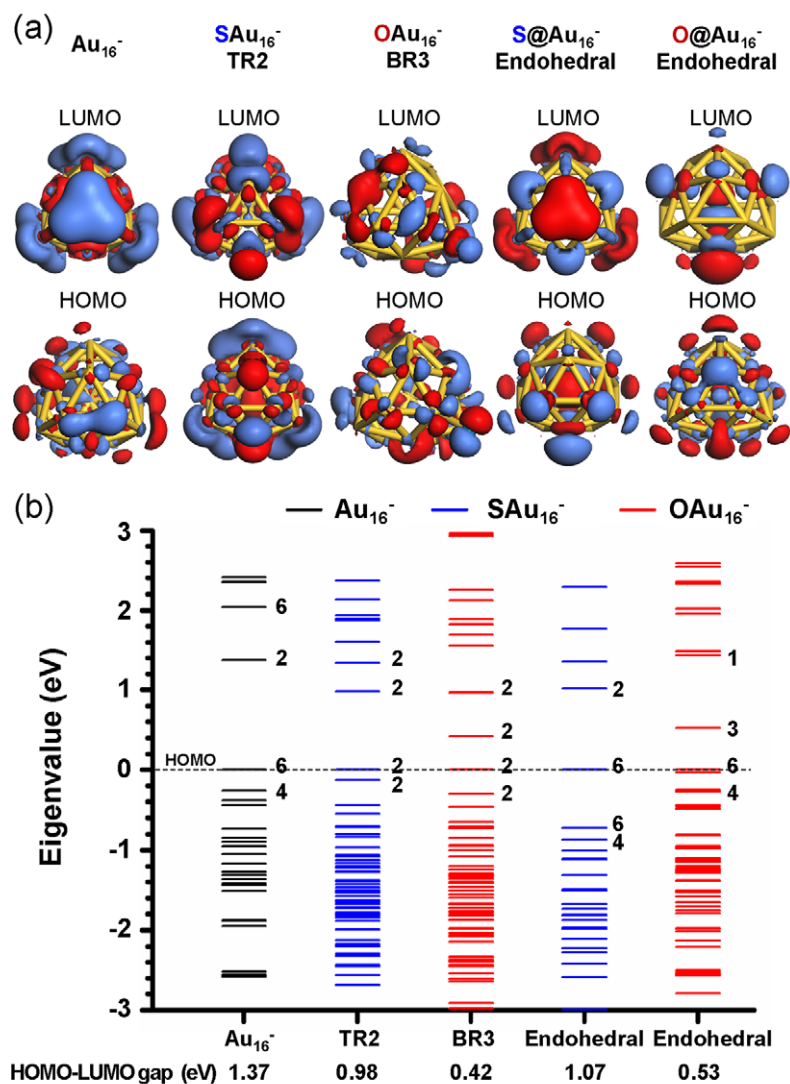 (a)
Au16- SAu16- OAu16- S@Au16- O@Au16-
TR2 BR3 Endohedral Endohedral
LUMO LUMO LUMO LUMO LUMO
HOMO HOMO HOMO HOMO HOMO
(b)
Au16- SAu16- OAu16-
3
2
1
0
-1
-2
-3
Eigenvalue (eV)
HOMO
6
2
6
4
2
2
2
2
2
2
2
2
2
6
6
4
1
3
6
4
Au16- TR2 BR3 Endohedral Endohedral
HOMO-LUMO gap (eV) 1.37 0.98 0.42 1.07 0.53